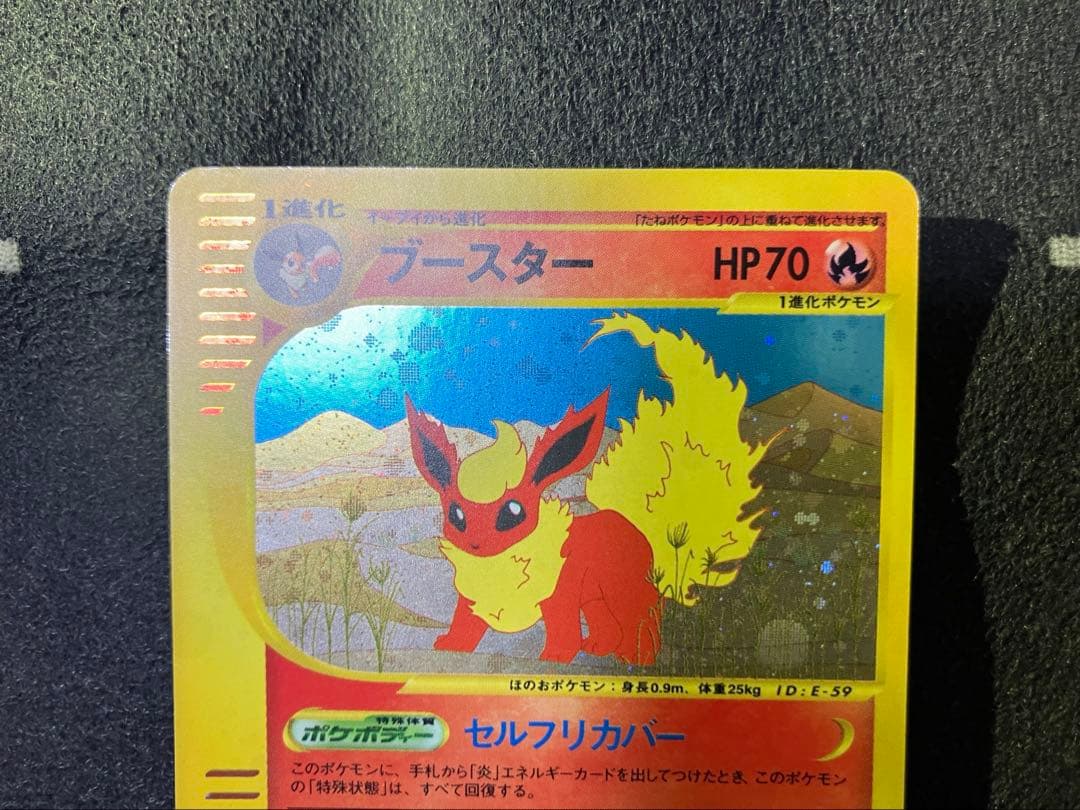 1進化
イーブイから進化
「たねポケモン」の上に重ねて進化させます。
ブースター HP70
1進化ポケモン
ほのおポケモン：身長0.9m、体重25kg ID:E-59
特殊体質
ポケボディー セルフリカバー
このポケモンに、手札から「炎」エネルギーカードを出してつけたとき、このポケモン
の「特殊状態」は、すべて回復する。